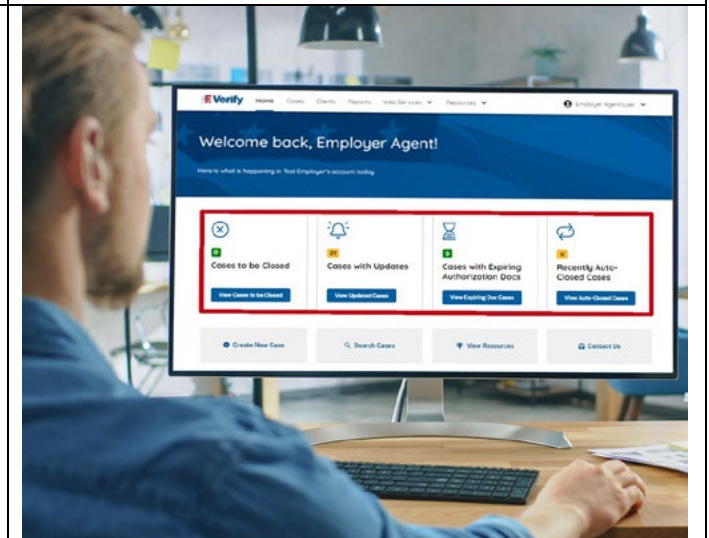 E-Verify Home Cases Clients Reports Web Services Resources Employer Agent User
Welcome back, Employer Agent!
Here is what is happening in Test Employer's account today
0
Cases to be Closed
View Cases to be Closed
21
Cases with Updates
View Updated Cases
0
Cases with Expiring
Authorization Docs
View Expiring Doc Cases
Recently Auto-
Closed Cases
View Auto-Closed Cases
Create New Case
Search Cases
View Resources
Contact Us